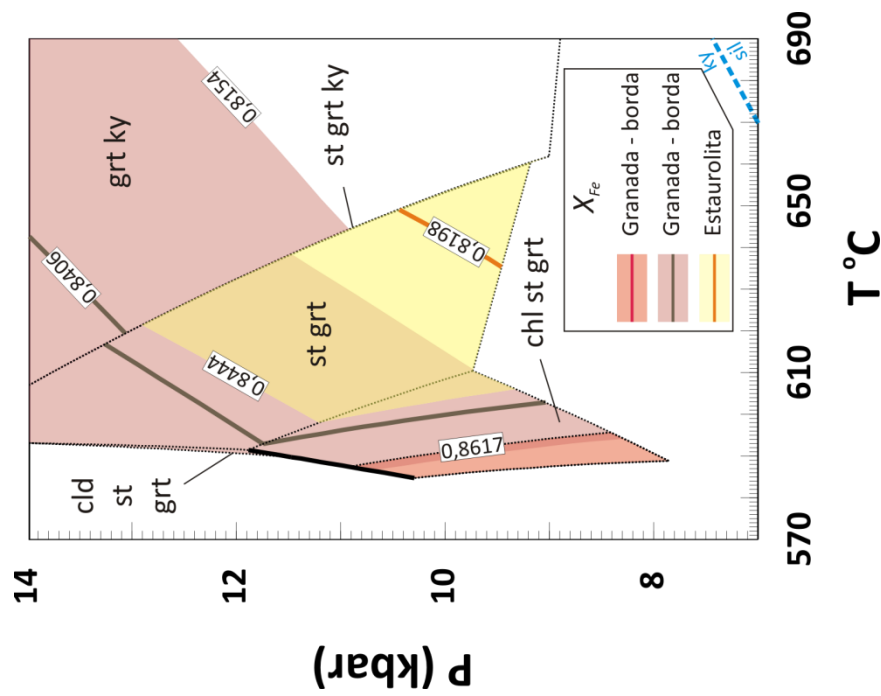 grt ky
0,8154
0,8406
st grt ky
0,8444
st grt
0,8198
chl st grt
0,8617
cld
st
grt
ky
sil
X_Fe
Granada - borda
Granada - borda
Estaurolita
14
12
10
8
P (kbar)
570
610
650
690
T °C